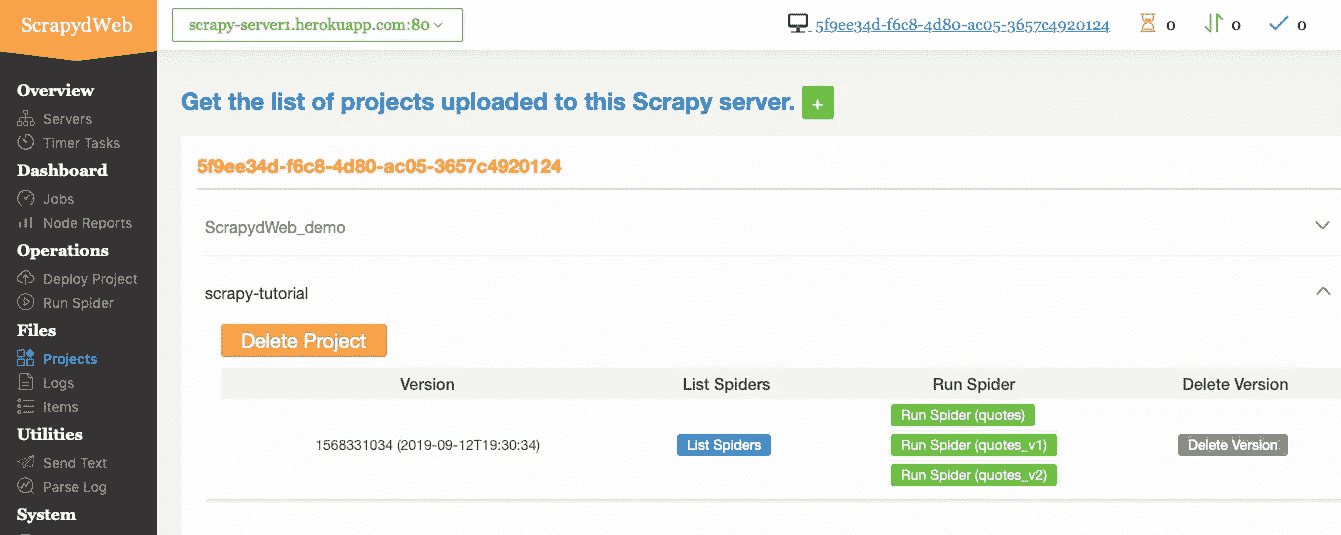 ScrapydWeb
scrapy-server1.herokuapp.com:80
5f9ee34d-f6c8-4d80-ac05-3657c4920124
0
0
0
Overview
Servers
Timer Tasks
Dashboard
Jobs
Node Reports
Operations
Deploy Project
Run Spider
Files
Projects
Logs
Items
Utilities
Send Text
Parse Log
System
Get the list of projects uploaded to this Scrapy server. +
5f9ee34d-f6c8-4d80-ac05-3657c4920124
ScrapydWeb_demo
scrapy-tutorial
Delete Project
Version List Spiders Run Spider Delete Version
Run Spider (quotes)
1568331034 (2019-09-12T19:30:34) List Spiders Run Spider (quotes_v1) Delete Version
Run Spider (quotes_v2)